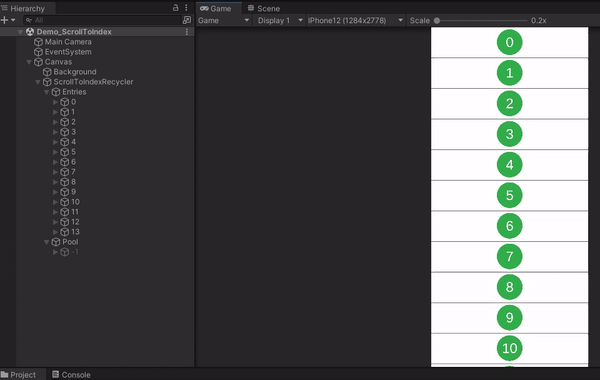 Hierarchy
All
Demo_ScrollToIndex
Main Camera
EventSystem
Canvas
Background
ScrollToIndexRecycler
Entries
0
1
2
3
4
5
6
7
8
9
10
11
12
13
Pool
-1
Game Scene
Game Display 1 IPhone12 (1284x2778) Scale 0.2x
0
1
2
3
4
5
6
7
8
9
10
Project Console